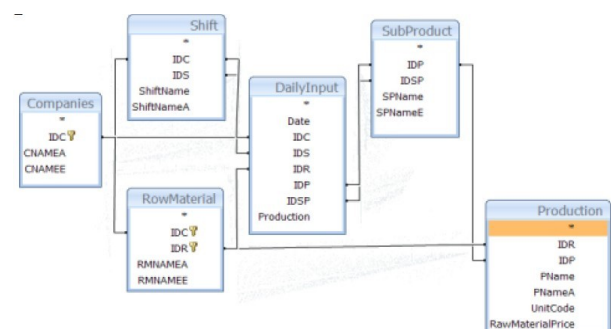 Shift
*
IDC
IDS
ShiftName
ShiftNameA
SubProduct
*
IDP
IDSP
SPName
SPNameE
Companies
*
IDC
CNAMEA
CNAMEE
DailyInput
*
Date
IDC
IDS
IDR
IDP
IDSP
Production
RowMaterial
*
IDC
IDR
RMNAMEA
RMNAMEE
Production
*
IDR
IDP
PName
PNameA
UnitCode
RawMaterialPrice